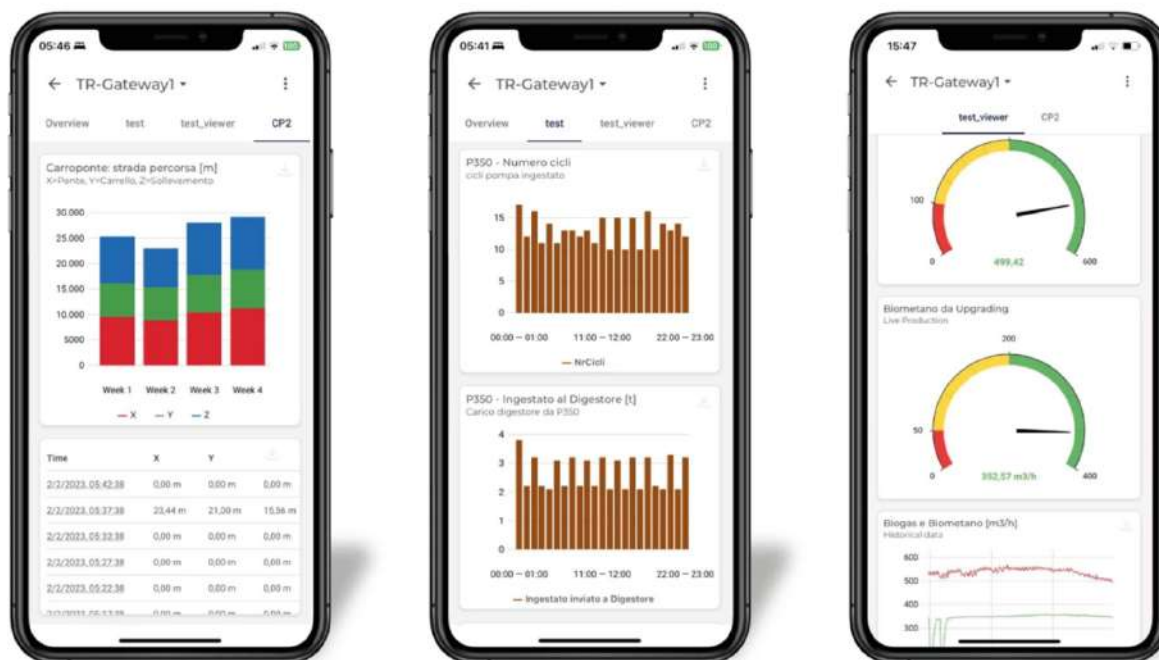 05:46
100
TR-Gateway1
Overview test test_viewer CP2
Carroponte: strada percorsa [m]
X=Ponte, Y=Carrello, Z=Sollevamento
30.000
25.000
20.000
15.000
10.000
5000
0
Week 1 Week 2 Week 3 Week 4
X Y Z
Time X Y
2/2/2023, 05:42:38 0,00 m 0,00 m 0,00 m
2/2/2023, 05:37:38 23,44 m 21,00 m 15,56 m
2/2/2023, 05:32:38 0,00 m 0,00 m 0,00 m
2/2/2023, 05:27:38 0,00 m 0,00 m 0,00 m
2/2/2023, 05:22:38 0,00 m 0,00 m 0,00 m
05:41
100
TR-Gateway1
Overview test test_viewer CP2
P350 - Numero cicli
cicli pompa ingestato
15
10
5
0
00:00 – 01:00 11:00 – 12:00 22:00 – 23:00
NrCicli
P350 - Ingestato al Digestore [t]
Carico digestore da P350
4
3
2
1
0
00:00 – 01:00 11:00 – 12:00 22:00 – 23:00
Ingestato inviato a Digestore
15:47
TR-Gateway1
test_viewer CP2
100
0 499,42 600
Biometano da Upgrading
Live Production
200
50
0 352,57 m3/h 400
Biogas e Biometano [m3/h]
Historical data
600
500
400
300